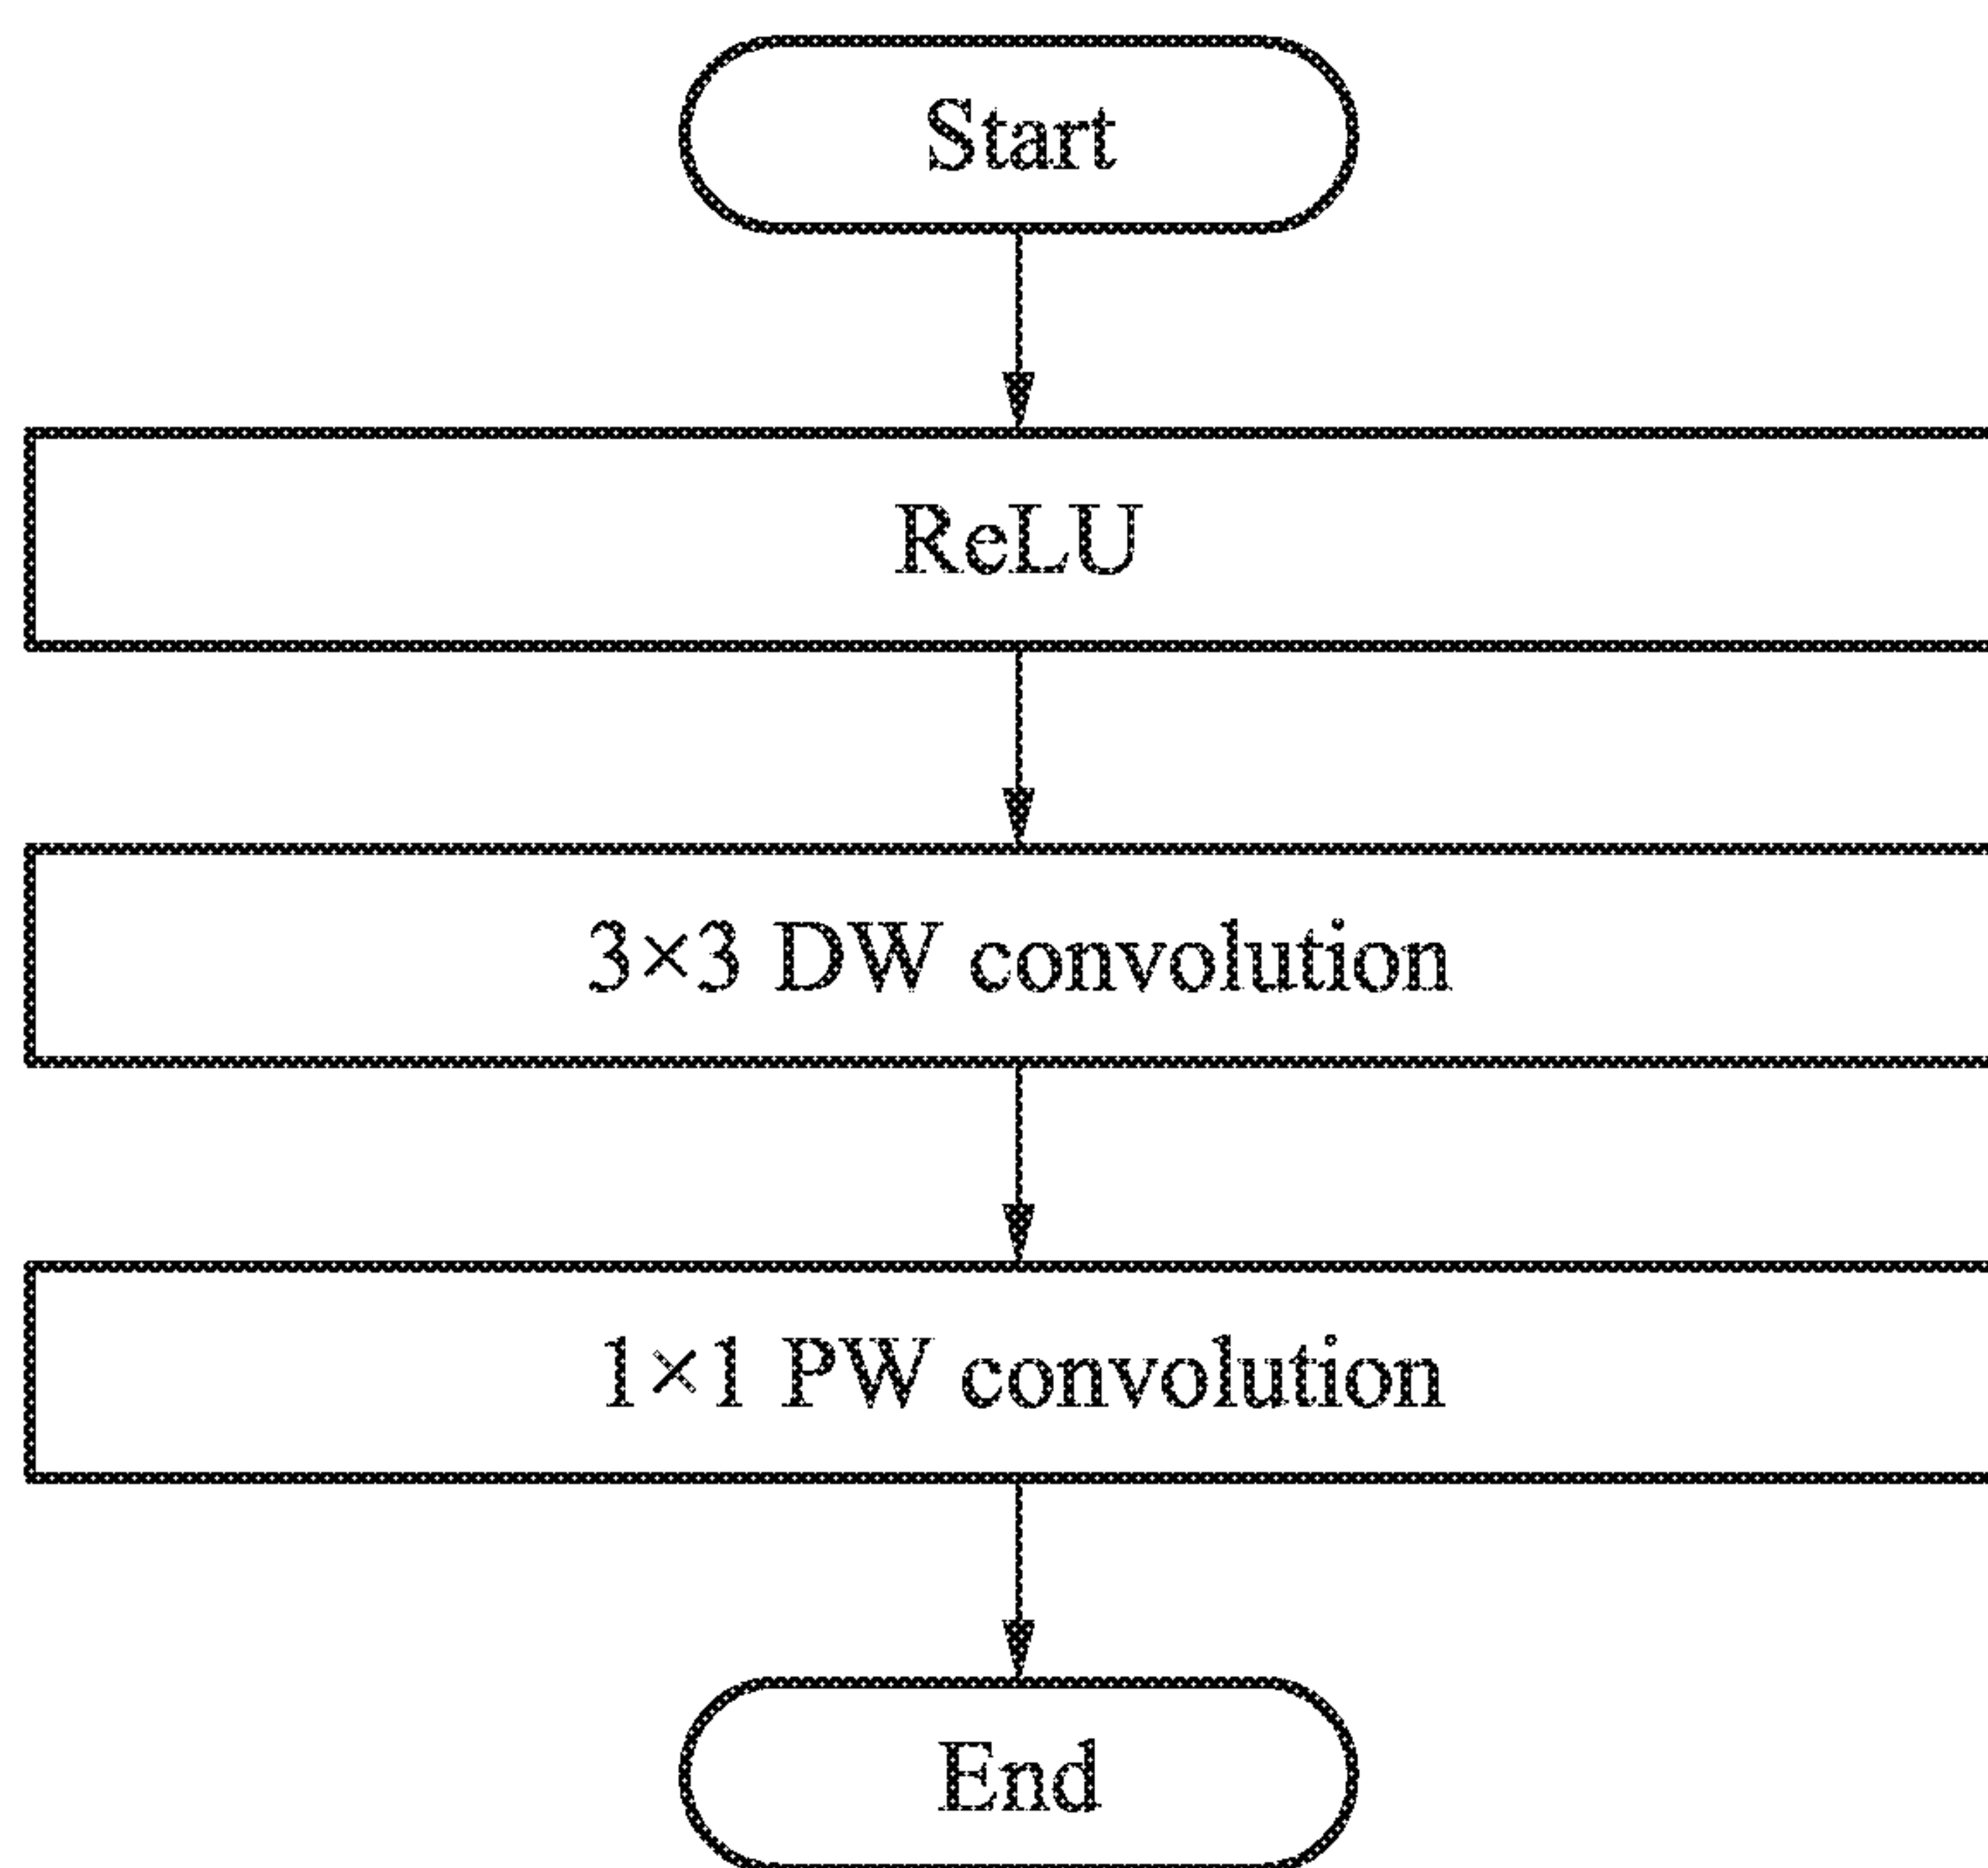 Start
ReLU
3×3 DW convolution
1×1 PW convolution
End